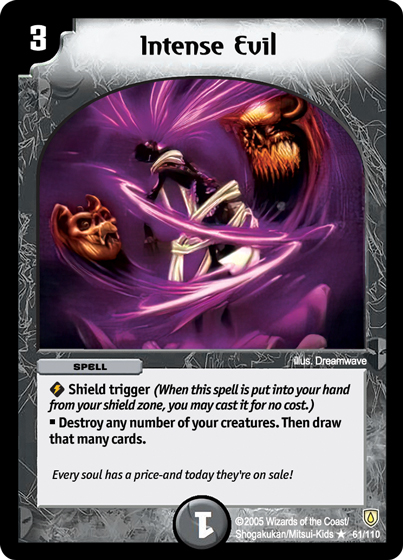 3
Intense Evil
illus. Dreamwave
SPELL
Shield trigger (When this spell is put into your hand
from your shield zone, you may cast it for no cost.)
▪ Destroy any number of your creatures. Then draw
that many cards.
Every soul has a price-and today they're on sale!
©2005 Wizards of the Coast/
Shogakukan/Mitsui-Kids ★ 61/110